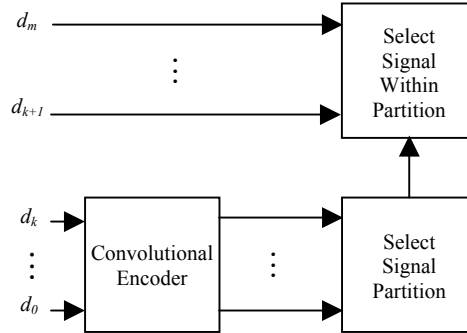 d_m
Select
Signal
Within
Partition
⋮
d_{k+1}
d_k
Convolutional
Encoder
⋮
⋮
d_0
Select
Signal
Partition